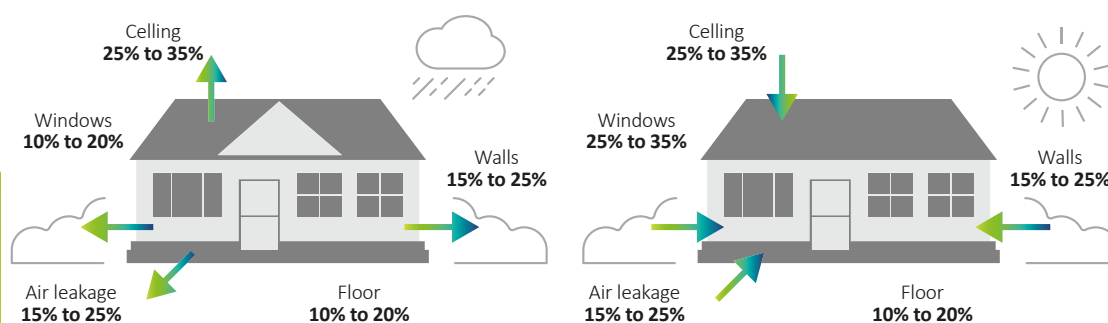 Celling
25% to 35%
Windows
10% to 20%
Walls
15% to 25%
Air leakage
15% to 25%
Floor
10% to 20%
Celling
25% to 35%
Windows
25% to 35%
Walls
15% to 25%
Air leakage
15% to 25%
Floor
10% to 20%